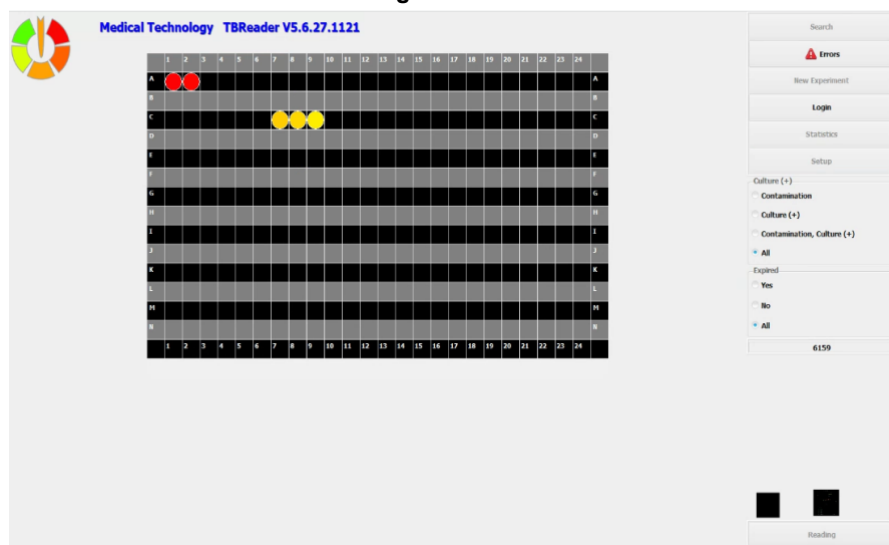 Medical Technology TBReader V5.6.27.1121
1 2 3 4 5 6 7 8 9 10 11 12 13 14 15 16 17 18 19 20 21 22 23 24
A A
B B
C C
D D
E E
F F
G G
H H
I I
J J
K K
L L
M M
N N
1 2 3 4 5 6 7 8 9 10 11 12 13 14 15 16 17 18 19 20 21 22 23 24
Search
Errors
New Experiment
Login
Statistics
Setup
Culture (+)
Contamination
Culture (+)
Contamination, Culture (+)
All
Expired
Yes
No
All
6159
Reading